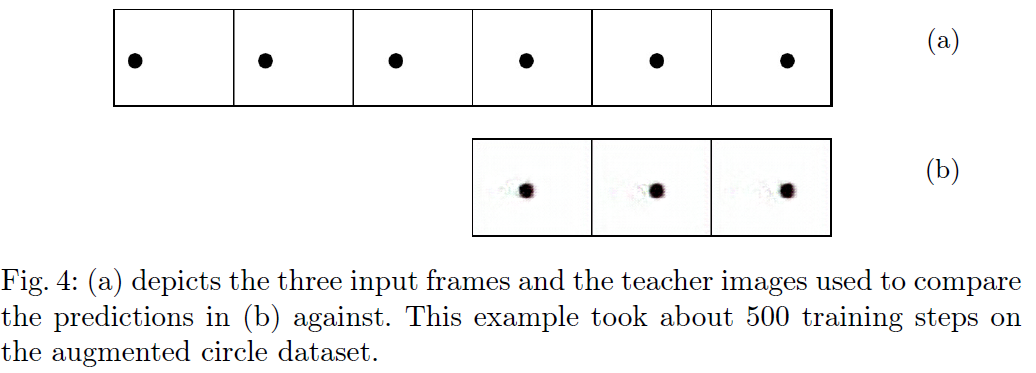 (a)
(b)
Fig. 4: (a) depicts the three input frames and the teacher images used to compare
the predictions in (b) against. This example took about 500 training steps on
the augmented circle dataset.